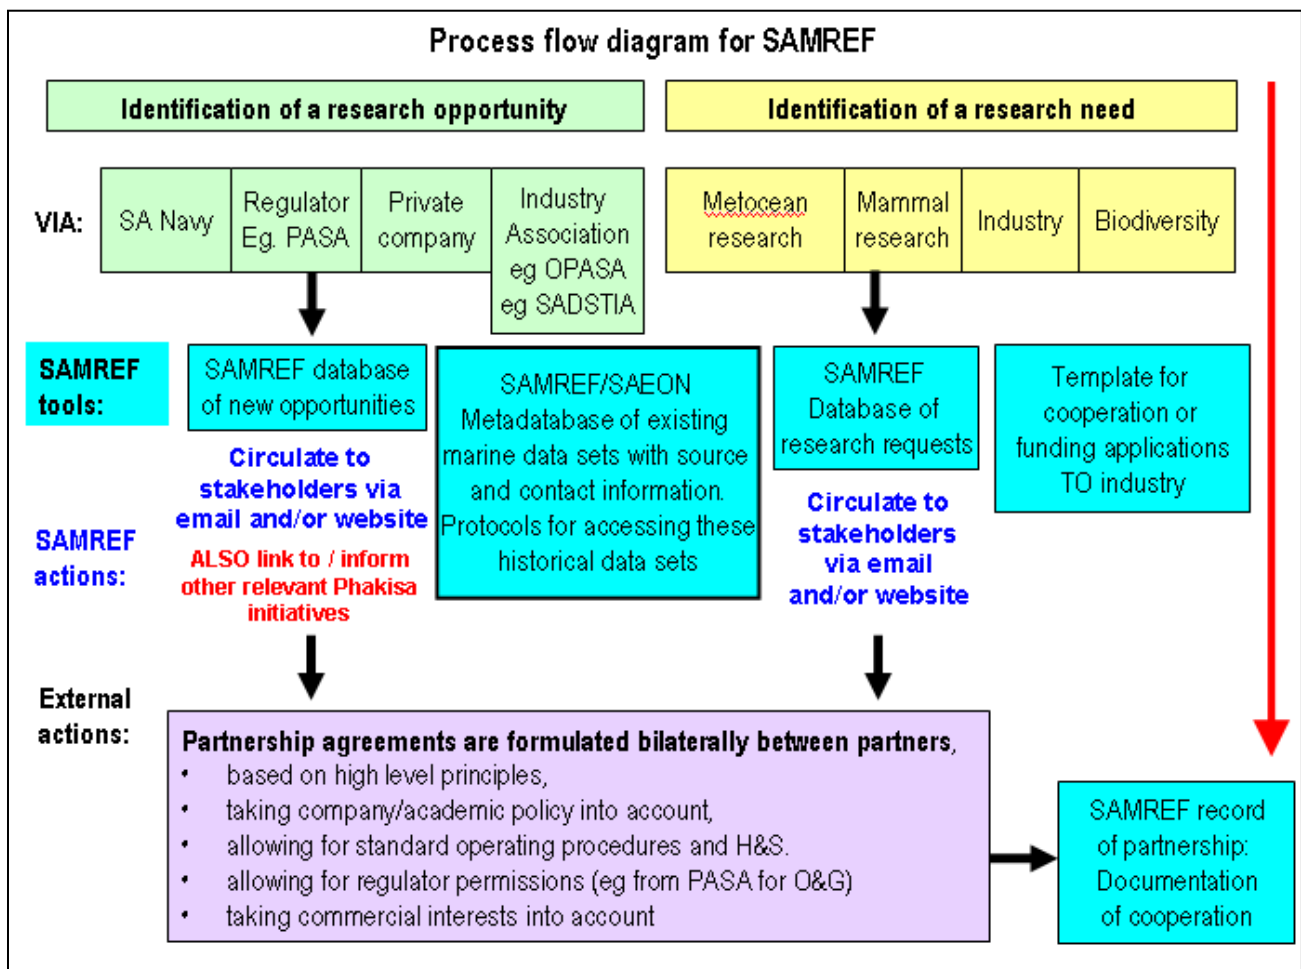 Process flow diagram for SAMREF
Identification of a research opportunity
Identification of a research need
VIA:
SA Navy
Regulator
Eg. PASA
Private
company
Industry
Association
eg OPASA
eg SADSTIA
Metocean
research
Mammal
research
Industry
Biodiversity
SAMREF
tools:
SAMREF database
of new opportunities
SAMREF/SAEON
Metadatabase of existing
marine data sets with source
and contact information.
Protocols for accessing these
historical data sets
SAMREF
Database of
research requests
Template for
cooperation or
funding applications
TO industry
SAMREF
actions:
Circulate to
stakeholders via
email and/or website
ALSO link to / inform
other relevant Phakisa
initiatives
Circulate to
stakeholders
via email
and/or website
External
actions:
Partnership agreements are formulated bilaterally between partners,
• based on high level principles,
• taking company/academic policy into account,
• allowing for standard operating procedures and H&S.
• allowing for regulator permissions (eg from PASA for O&G)
• taking commercial interests into account
SAMREF record
of partnership:
Documentation
of cooperation